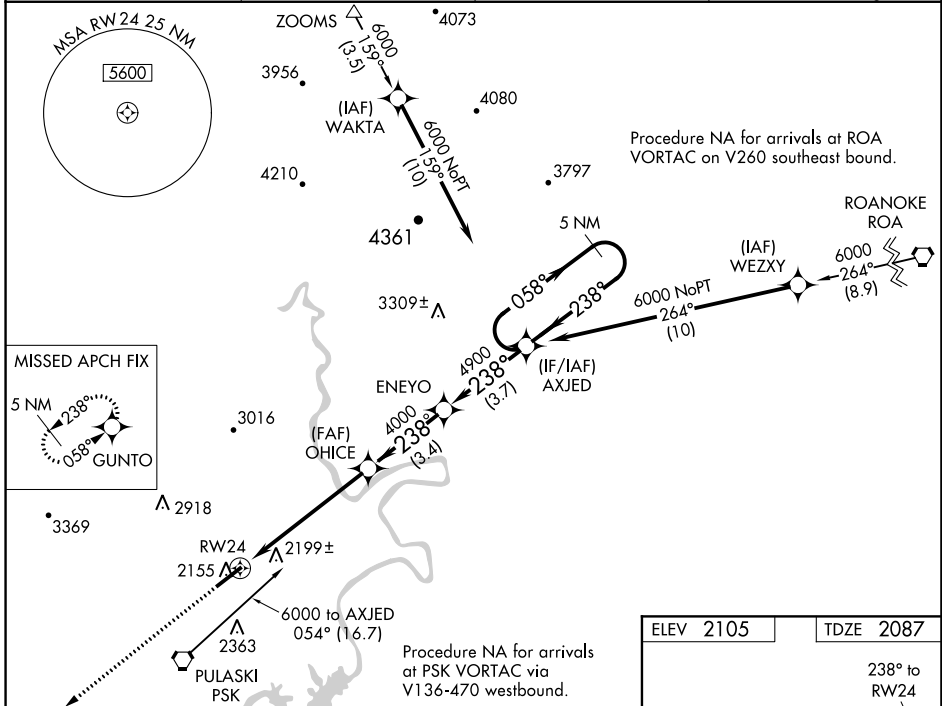 MSA RW 24 25 NM
5600
ZOOMS
6000
159°
(3.5)
4073
3956
(IAF)
WAKTA
4080
6000 NoPT
159°
(10)
Procedure NA for arrivals at ROA
VORTAC on V260 southeast bound.
4210
3797
4361
5 NM
ROANOKE
ROA
(IAF)
WEZXY
6000
264°
(8.9)
058°
238°
6000 NoPT
264°
(10)
3309±
(IF/IAF)
AXJED
4900
238°
(3.7)
ENEYO
4000
238°
(3.4)
(FAF)
OHICE
MISSED APCH FIX
5 NM
238°
058°
GUNTO
3016
2918
3369
RW24
2155
2199±
6000 to AXJED
054° (16.7)
2363
PULASKI
PSK
Procedure NA for arrivals
at PSK VORTAC via
V136-470 westbound.
ELEV 2105
TDZE 2087
238° to
RW24